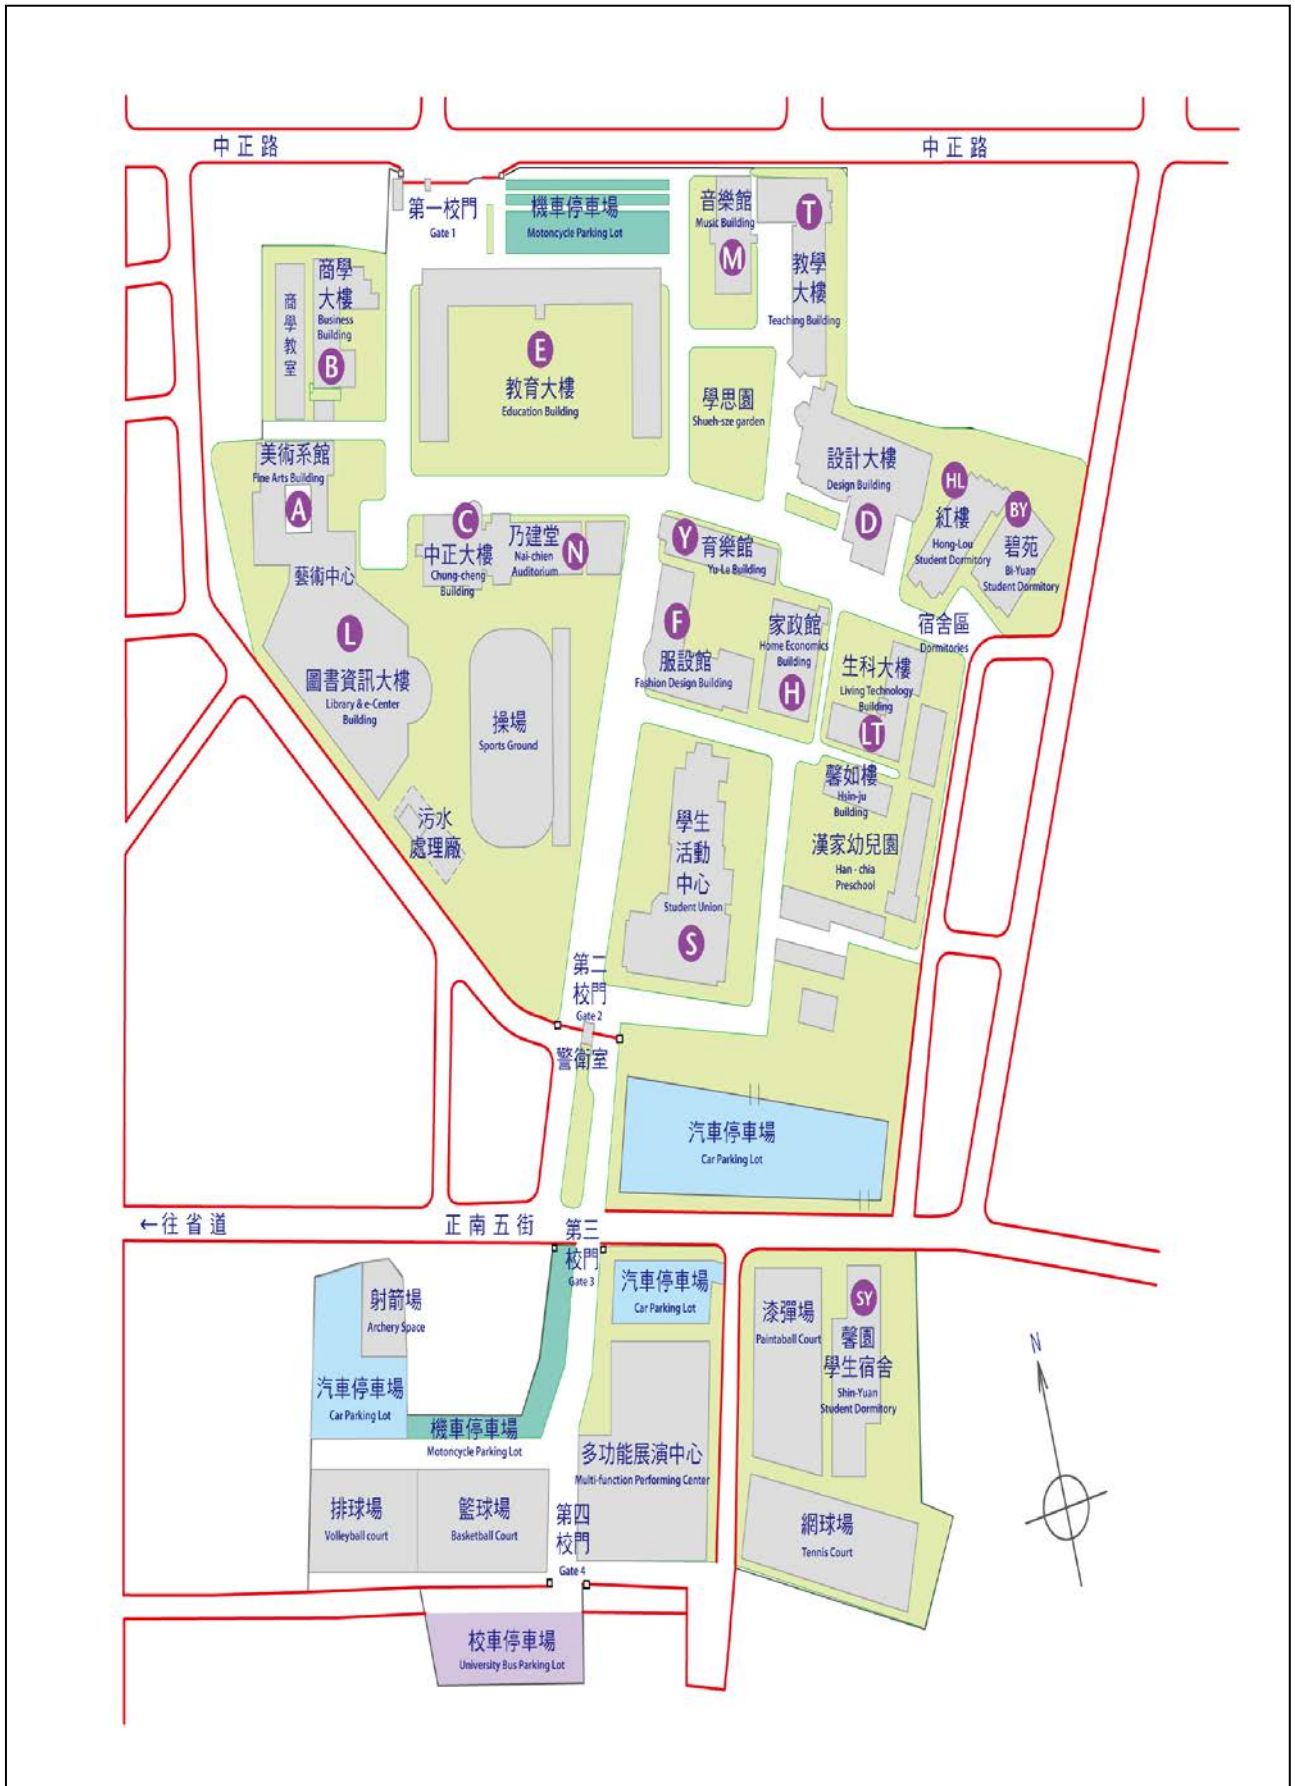 中正路
中正路
第一校門
Gate 1
機車停車場
Motoncycle Parking Lot
音樂館
Music Building
M
T
教學
大樓
Teaching Building
商學
大樓
Business
Building
B
商學教室
E
教育大樓
Education Building
學思園
Shueh-sze garden
美術系館
Fine Arts Building
A
設計大樓
Design Building
D
HL
紅樓
Hong-Lou
Student Dormitory
BY
碧苑
Bi-Yuan
Student Dormitory
C
中正大樓
Chung-cheng
Building
乃建堂
Nai-chien
Auditorium
N
Y
育樂館
Yu-Le Building
藝術中心
L
圖書資訊大樓
Library & e-Center
Building
F
服設館
Fashion Design Building
家政館
Home Economics
Building
H
宿舍區
Dormitories
生科大樓
Living Technology
Building
LT
操場
Sports Ground
馨如樓
Hsin-ju
Building
污水
處理廠
學生
活動
中心
Student Union
S
漢家幼兒園
Han - chia
Preschool
第二
校門
Gate 2
警衛室
汽車停車場
Car Parking Lot
←往省道
正南五街
第三
校門
Gate 3
射箭場
Archery Space
汽車停車場
Car Parking Lot
汽車停車場
Car Parking Lot
漆彈場
Paintaball Court
SY
馨園
學生宿舍
Shin-Yuan
Student Dormitory
N
機車停車場
Motoncycle Parking Lot
多功能展演中心
Multi-function Performing Center
排球場
Volleyball court
籃球場
Basketball Court
第四
校門
Gate 4
網球場
Tennis Court
校車停車場
University Bus Parking Lot